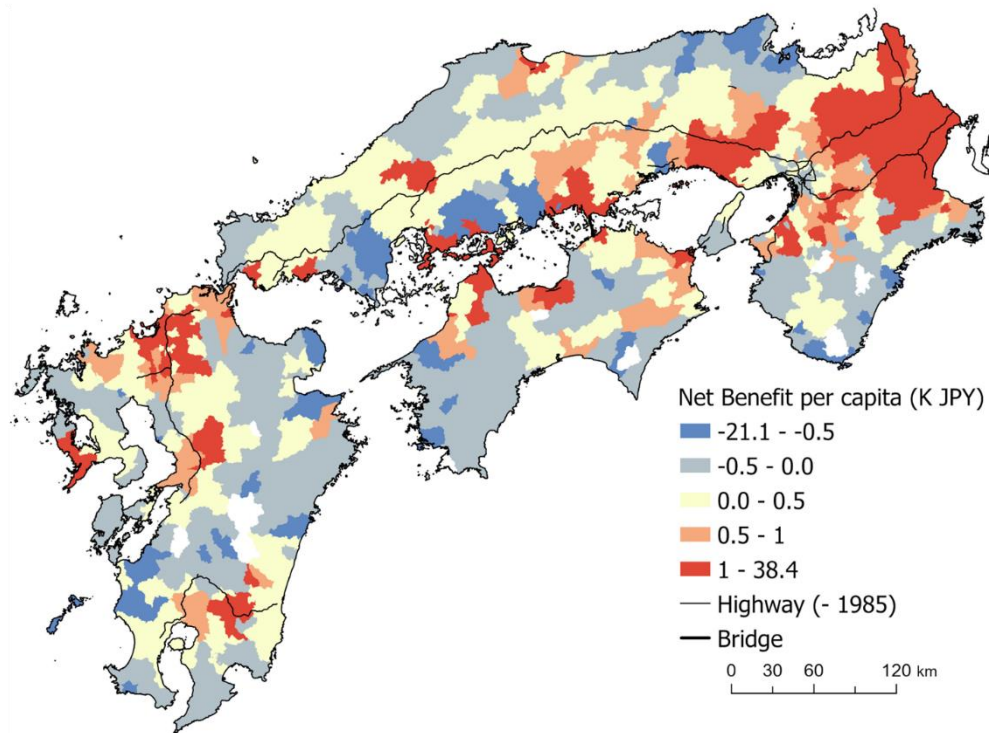 Net Benefit per capita (K JPY)
-21.1 - -0.5
-0.5 - 0.0
0.0 - 0.5
0.5 - 1
1 - 38.4
Highway (- 1985)
Bridge
0 30 60 120 km